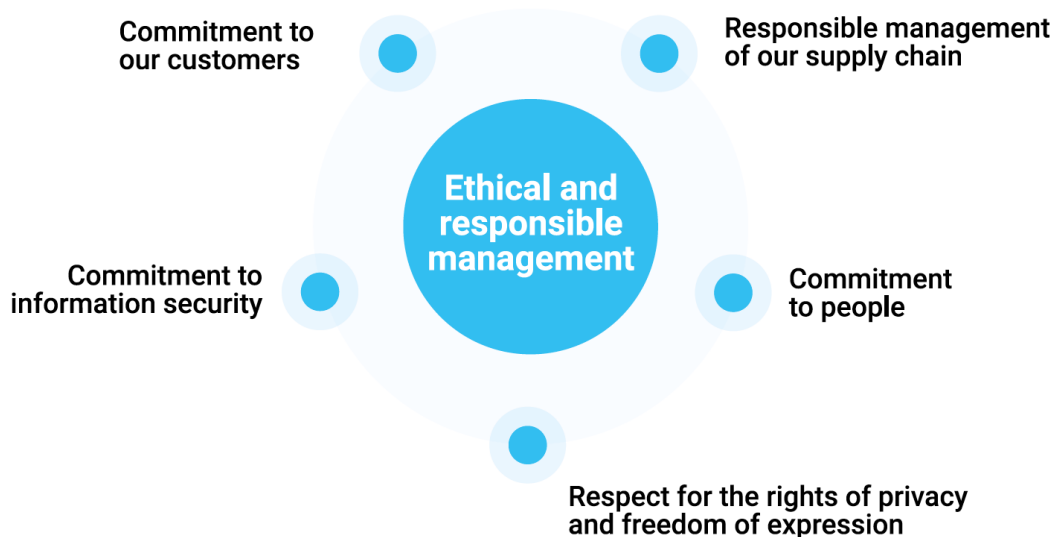 Commitment to
our customers
Responsible management
of our supply chain
Ethical and
responsible
management
Commitment to
information security
Commitment
to people
Respect for the rights of privacy
and freedom of expression